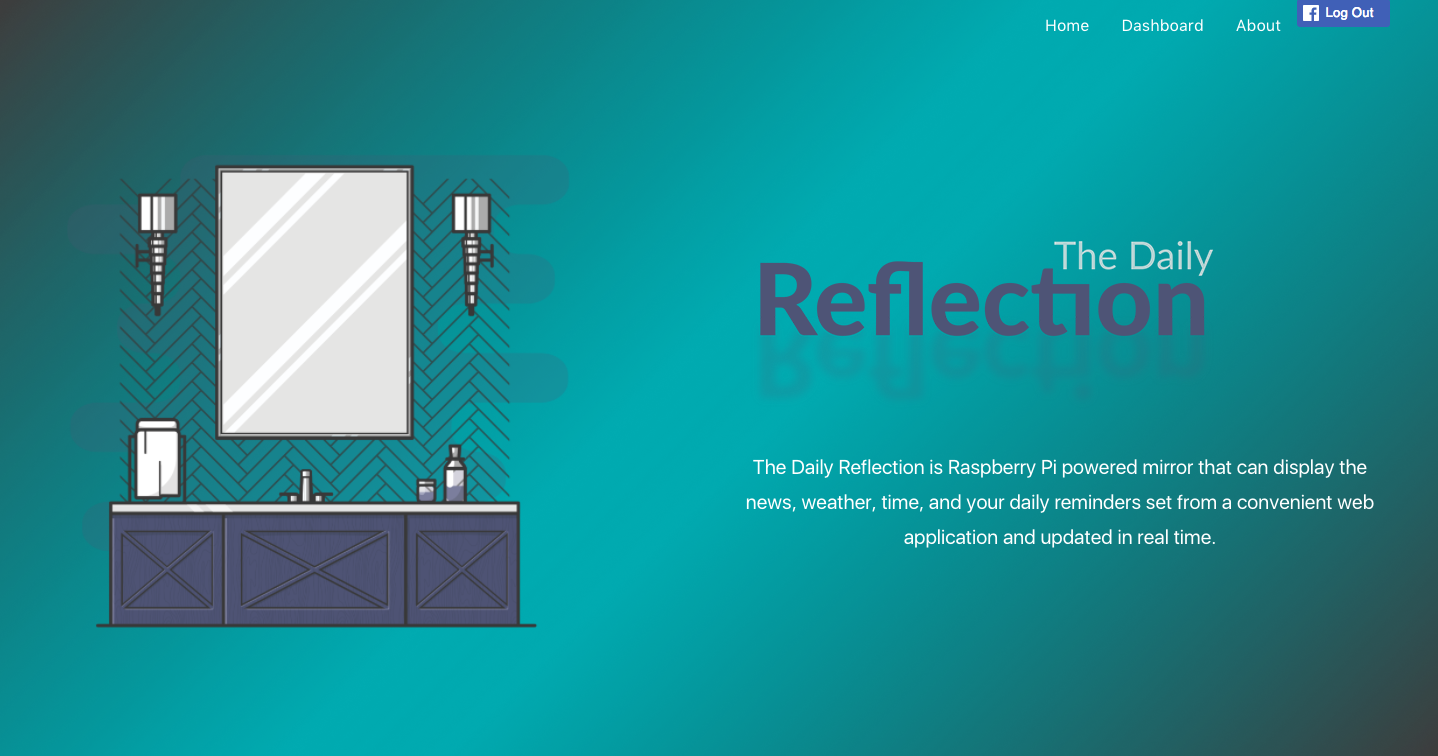 Home Dashboard About Log Out
The Daily
Reflection
Reflection
The Daily Reflection is Raspberry Pi powered mirror that can display the
news, weather, time, and your daily reminders set from a convenient web
application and updated in real time.